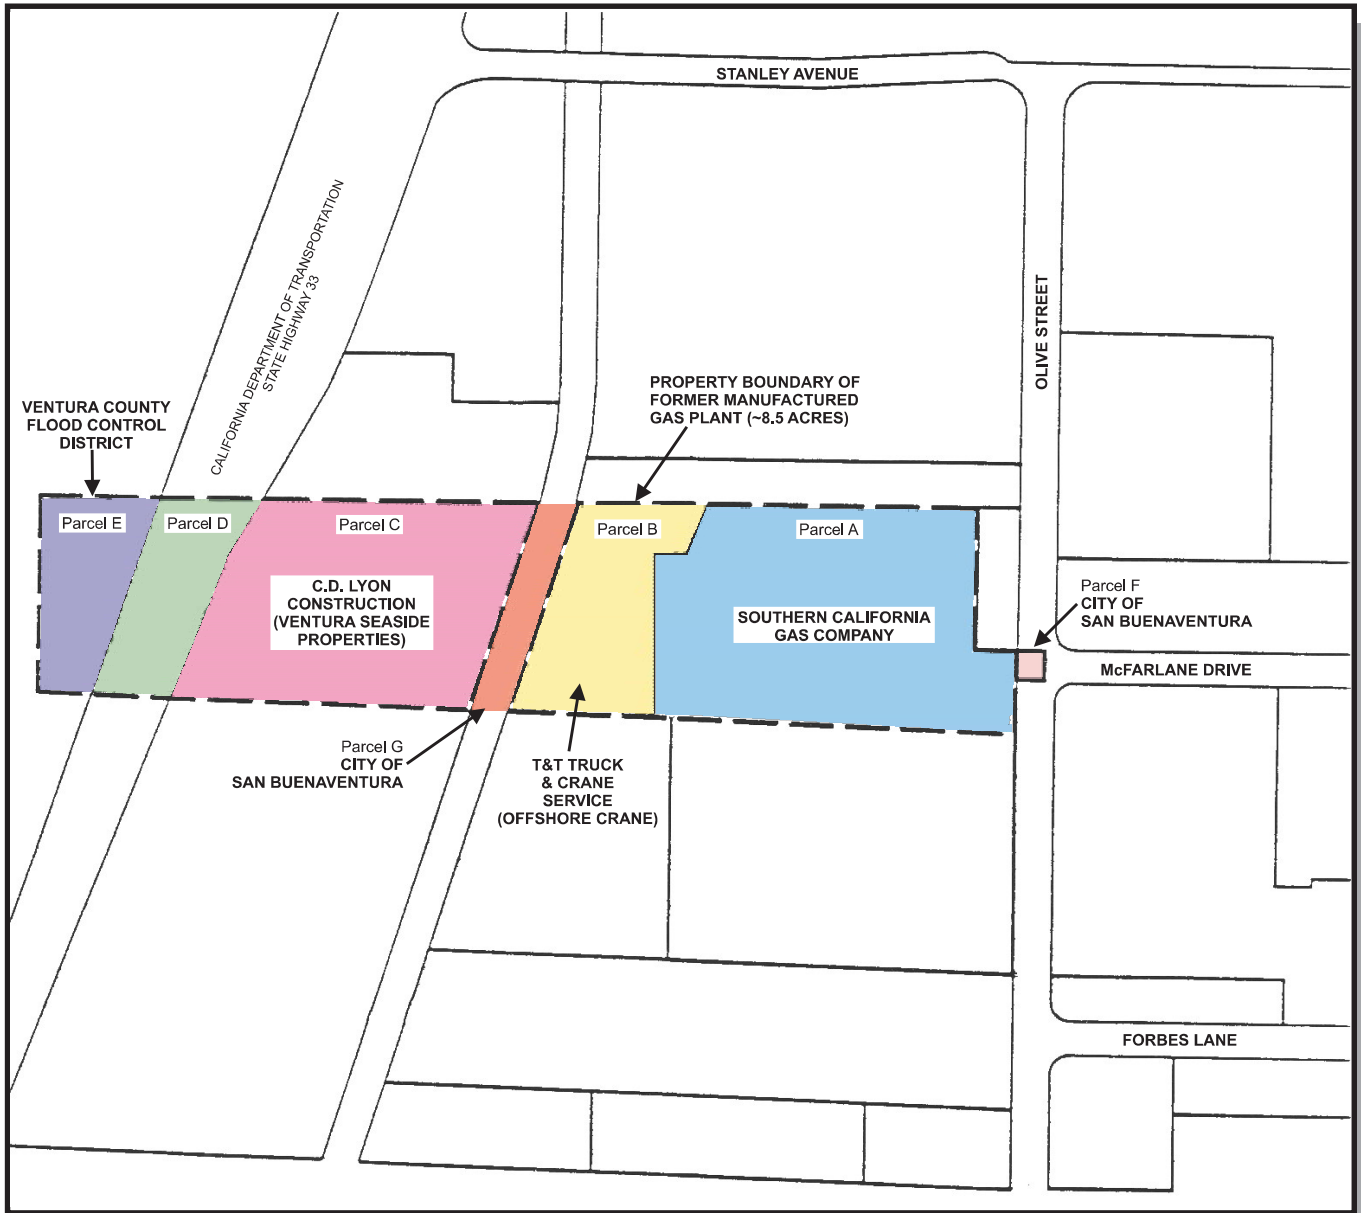 STANLEY AVENUE
CALIFORNIA DEPARTMENT OF TRANSPORTATION
STATE HIGHWAY 33
OLIVE STREET
PROPERTY BOUNDARY OF
FORMER MANUFACTURED
GAS PLANT (~8.5 ACRES)
VENTURA COUNTY
FLOOD CONTROL
DISTRICT
Parcel E
Parcel D
Parcel C
Parcel B
Parcel A
C.D. LYON
CONSTRUCTION
(VENTURA SEASIDE
PROPERTIES)
SOUTHERN CALIFORNIA
GAS COMPANY
Parcel F
CITY OF
SAN BUENAVENTURA
McFARLANE DRIVE
Parcel G
CITY OF
SAN BUENAVENTURA
T&T TRUCK
& CRANE
SERVICE
(OFFSHORE CRANE)
FORBES LANE